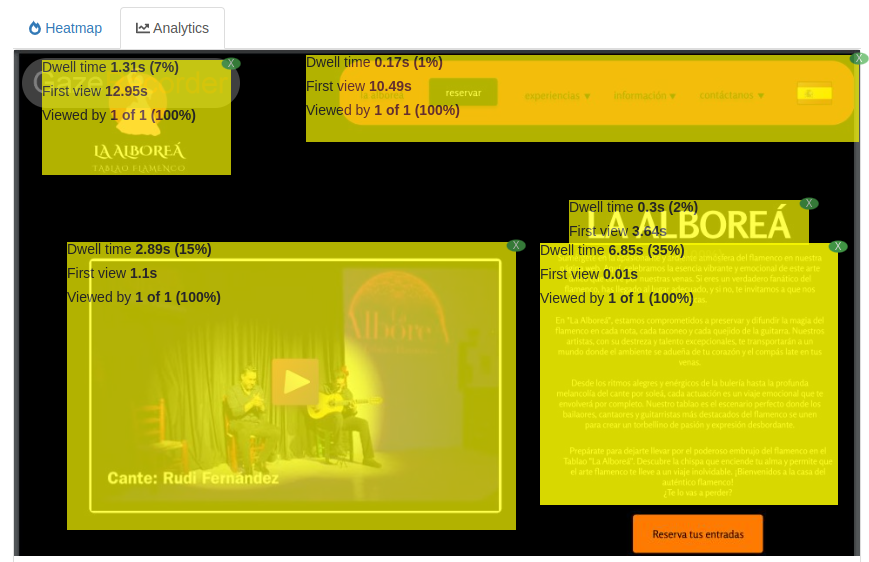 Heatmap
Analytics
Dwell time 1.31s (7%)
First view 12.95s
Viewed by 1 of 1 (100%)
LA ALBOREÁ
TABLAO FLAMENCO
X
Dwell time 0.17s (1%)
First view 10.49s
Viewed by 1 of 1 (100%)
la alboreá
reservar
experiencias
información
contáctanos
X
Dwell time 0.3s (2%)
First view 3.64s
LA ALBOREÁ
X
Dwell time 2.89s (15%)
First view 1.1s
Viewed by 1 of 1 (100%)
X
La
Alboreá
Cante: Rudi Fernández
Dwell time 6.85s (35%)
First view 0.01s
Viewed by 1 of 1 (100%)
X
En "La Alboreá", estamos comprometidos a preservar y difundir la magia del
flamenco en cada nota, cada taconeo y cada quejido de la guitarra. Nuestros
artistas, con su destreza y talento excepcionales, te transportarán a un
mundo donde el ambiente se adueña de tu corazón y el compás late en tus
venas.
Desde los ritmos alegres y enérgicos de la bulería hasta la profunda
melancolía del cante por soleá, cada actuación es un viaje emocional que te
envolverá por completo. Nuestro tablao es el escenario perfecto donde los
bailaores, cantaores y guitarristas más destacados del flamenco se unen
para crear un torbellino de pasión y expresión desbordante.
Prepárate para dejarte llevar por el poderoso embrujo del flamenco en el
Tablao "La Alboreá". Descubre la chispa que enciende tu alma y permite que
el arte flamenco te lleve a un viaje inolvidable, ¡Bienvenidos a la casa del
auténtico flamenco!
¿Te lo vas a perder?
Reserva tus entradas